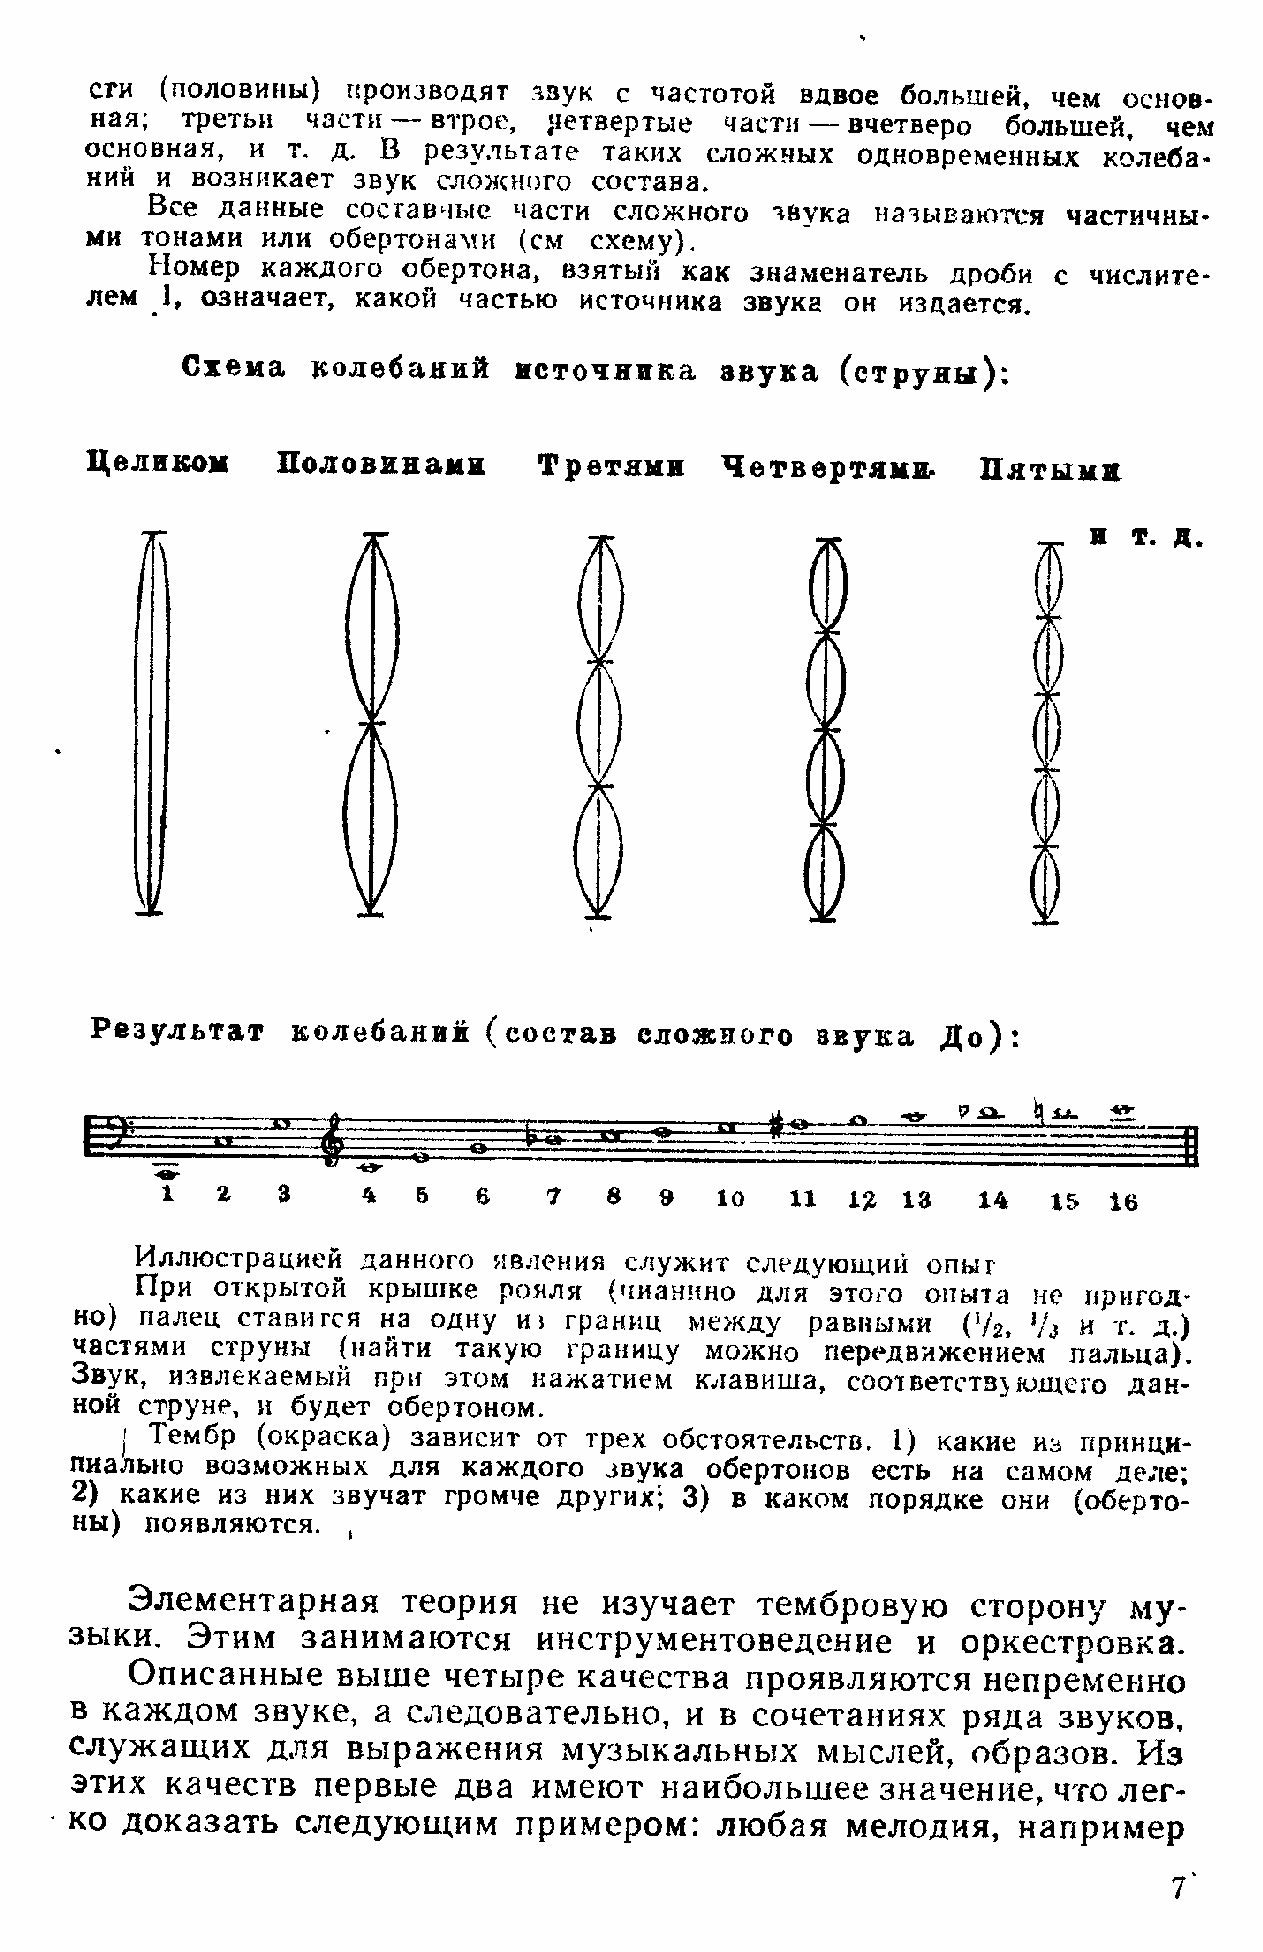 сти (половины) производят звук с частотой вдвое большей, чем основ-
ная; третьи части — втрое, четвертые части — вчетверо большей, чем
основная, и т. д. В результате таких сложных одновременных колеба-
ний и возникает звук сложного состава.
Все данные составные части сложного звука называются частичны-
ми тонами или обертонами (см схему).
Номер каждого обертона, взятый как знаменатель дроби с числите-
лем 1, означает, какой частью источника звука он издается.
Схема колебаний источника звука (струны):
Целиком Половинами Третями Четвертями Пятыми
и т. д.
Результат колебаний (состав сложного звука До):
1 2 3 4 5 6 7 8 9 10 11 12 13 14 15 16
Иллюстрацией данного явления служит следующий опыт
При открытой крышке рояля (пианино для этого опыта не пригод-
но) палец ставится на одну из границ между равными (1/2, 1/3 и т. д.)
частями струны (найти такую границу можно передвижением пальца).
Звук, извлекаемый при этом нажатием клавиша, соответствующего дан-
ной струне, и будет обертоном.
Тембр (окраска) зависит от трех обстоятельств. 1) какие из принци-
пиально возможных для каждого звука обертонов есть на самом деле;
2) какие из них звучат громче других; 3) в каком порядке они (оберто-
ны) появляются.
Элементарная теория не изучает тембровую сторону му-
зыки. Этим занимаются инструментоведение и оркестровка.
Описанные выше четыре качества проявляются непременно
в каждом звуке, а следовательно, и в сочетаниях ряда звуков,
служащих для выражения музыкальных мыслей, образов. Из
этих качеств первые два имеют наибольшее значение, что лег-
ко доказать следующим примером: любая мелодия, например
7